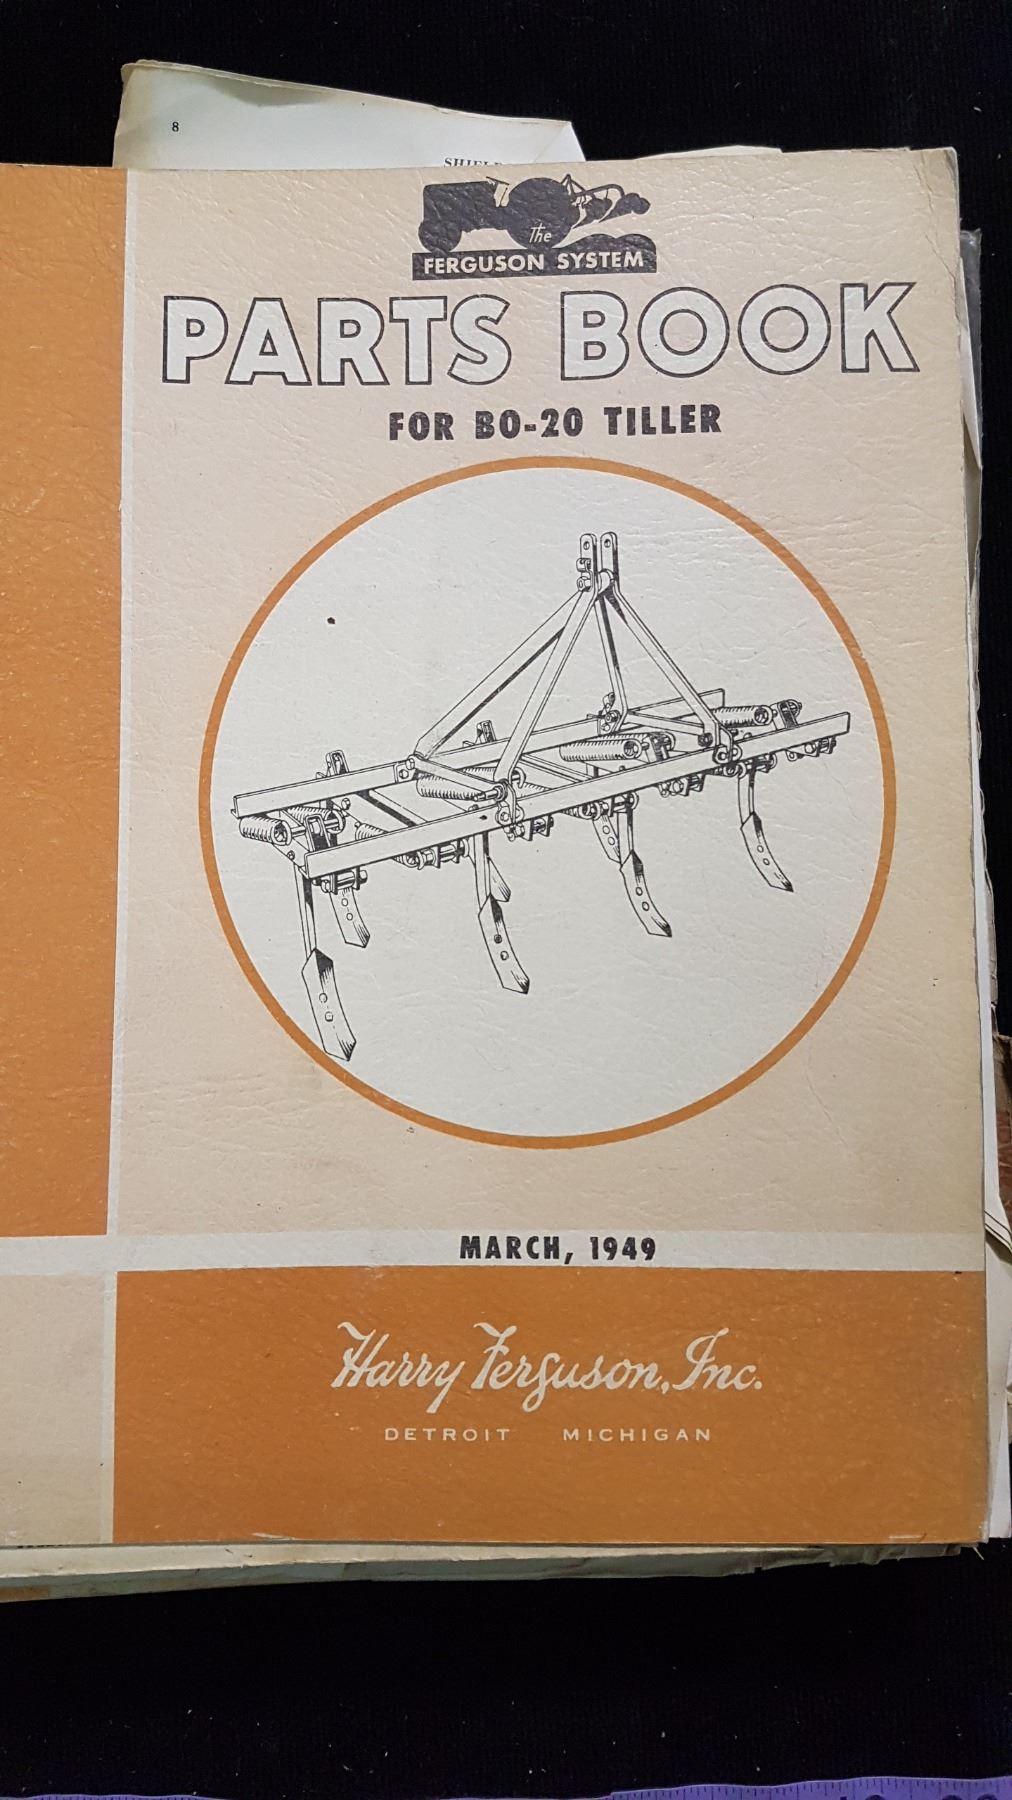 8
The
FERGUSON SYSTEM
PARTS BOOK
FOR BO-20 TILLER
MARCH, 1949
Harry Ferguson, Inc.
DETROIT MICHIGAN